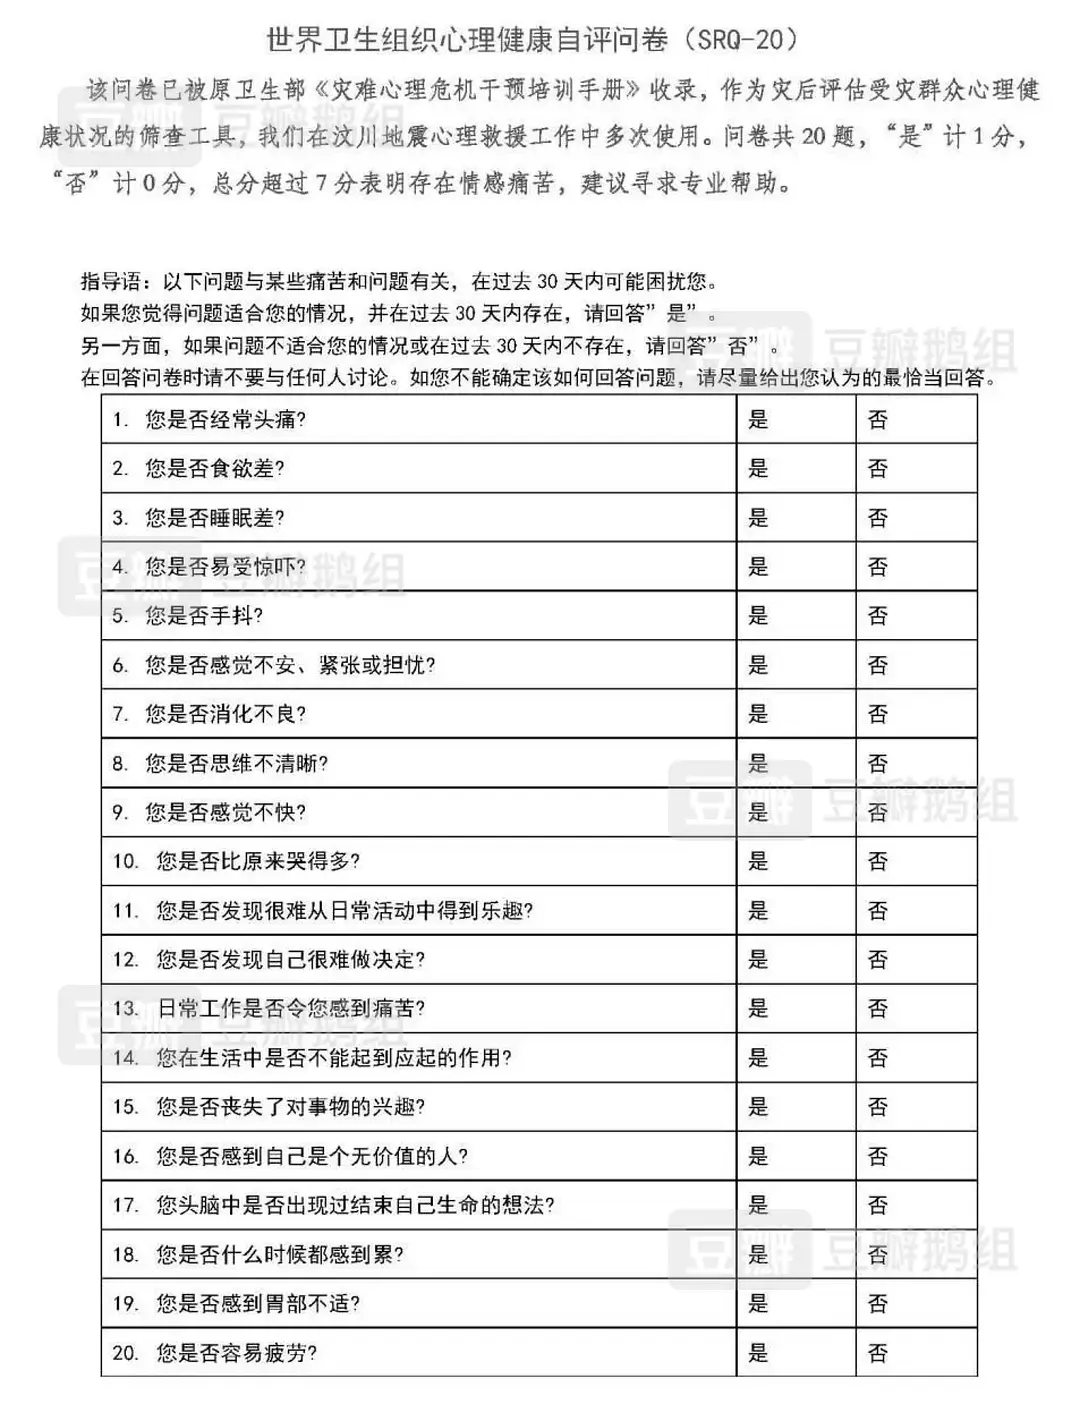 世界卫生组织心理健康自评问卷（SRQ-20）
该问卷已被原卫生部《灾难心理危机干预培训手册》收录，作为灾后评估受灾群众心理健
康状况的筛查工具，我们在汶川地震心理救援工作中多次使用。问卷共 20 题，“是”计 1 分，
“否”计 0 分，总分超过 7 分表明存在情感痛苦，建议寻求专业帮助。
指导语：以下问题与某些痛苦和问题有关，在过去 30 天内可能困扰您。
如果您觉得问题适合您的情况，并在过去 30 天内存在，请回答”是”。
另一方面，如果问题不适合您的情况或在过去 30 天内不存在，请回答”否”。
在回答问卷时请不要与任何人讨论。如您不能确定该如何回答问题，请尽量给出您认为的最恰当回答。
1. 您是否经常头痛? 是 否
2. 您是否食欲差? 是 否
3. 您是否睡眠差? 是 否
4. 您是否易受惊吓? 是 否
5. 您是否手抖? 是 否
6. 您是否感觉不安、紧张或担忧? 是 否
7. 您是否消化不良? 是 否
8. 您是否思维不清晰? 是 否
9. 您是否感觉不快? 是 否
10. 您是否比原来哭得多? 是 否
11. 您是否发现很难从日常活动中得到乐趣? 是 否
12. 您是否发现自己很难做决定? 是 否
13. 日常工作是否令您感到痛苦? 是 否
14. 您在生活中是否不能起到应起的作用? 是 否
15. 您是否丧失了对事物的兴趣? 是 否
16. 您是否感到自己是个无价值的人? 是 否
17. 您头脑中是否出现过结束自己生命的想法? 是 否
18. 您是否什么时候都感到累? 是 否
19. 您是否感到胃部不适? 是 否
20. 您是否容易疲劳? 是 否
豆瓣 豆瓣鹅组
豆瓣 豆瓣鹅组
豆瓣 豆瓣鹅组
豆瓣 豆瓣鹅组
豆瓣 豆瓣鹅组
豆瓣 豆瓣鹅组